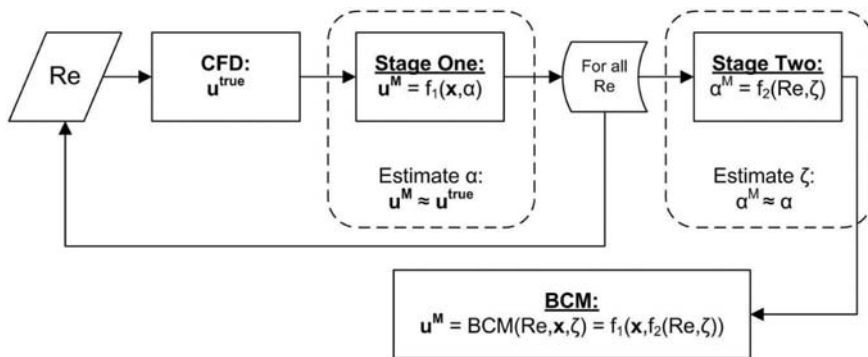 Re
CFD:
u^true
Stage One:
u^M = f₁(x,α)
For all
Re
Stage Two:
α^M = f₂(Re,ζ)
Estimate α:
u^M ≈ u^true
Estimate ζ:
α^M ≈ α
BCM:
u^M = BCM(Re,x,ζ) = f₁(x,f₂(Re,ζ))